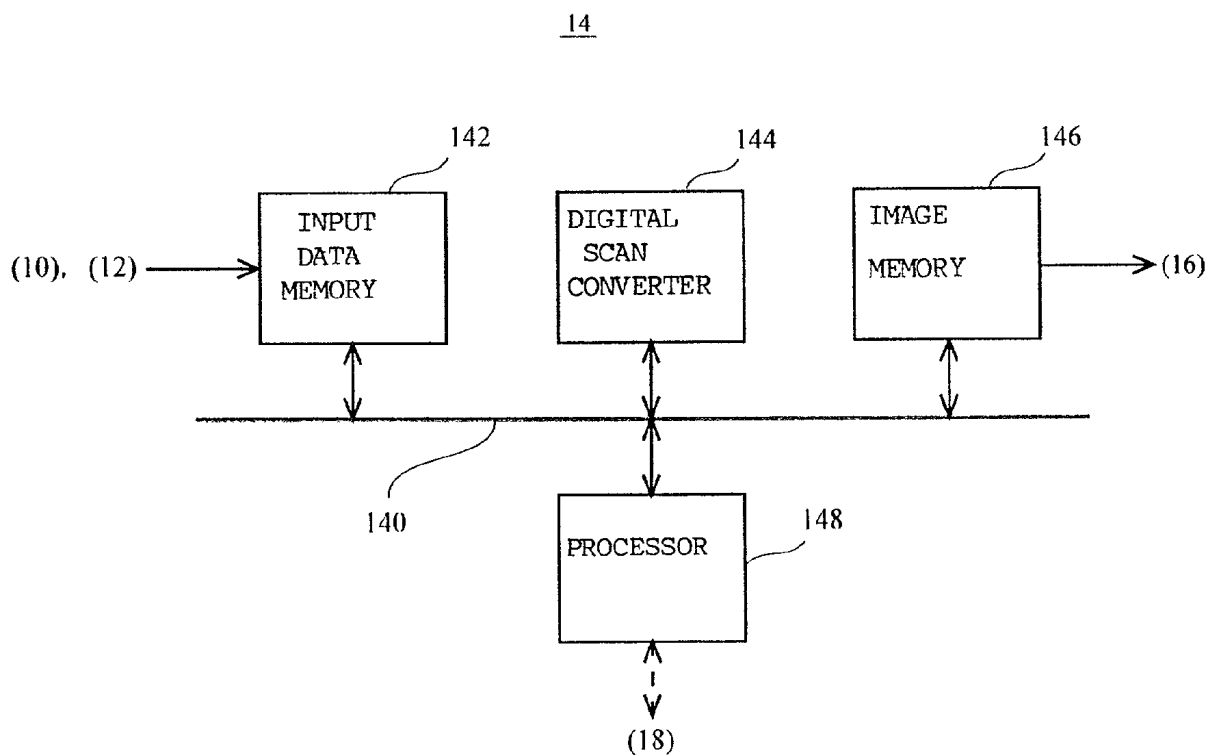 14
142
144
146
INPUT
DATA
MEMORY
DIGITAL
SCAN
CONVERTER
IMAGE
MEMORY
(10), (12)
(16)
140
148
PROCESSOR
(18)